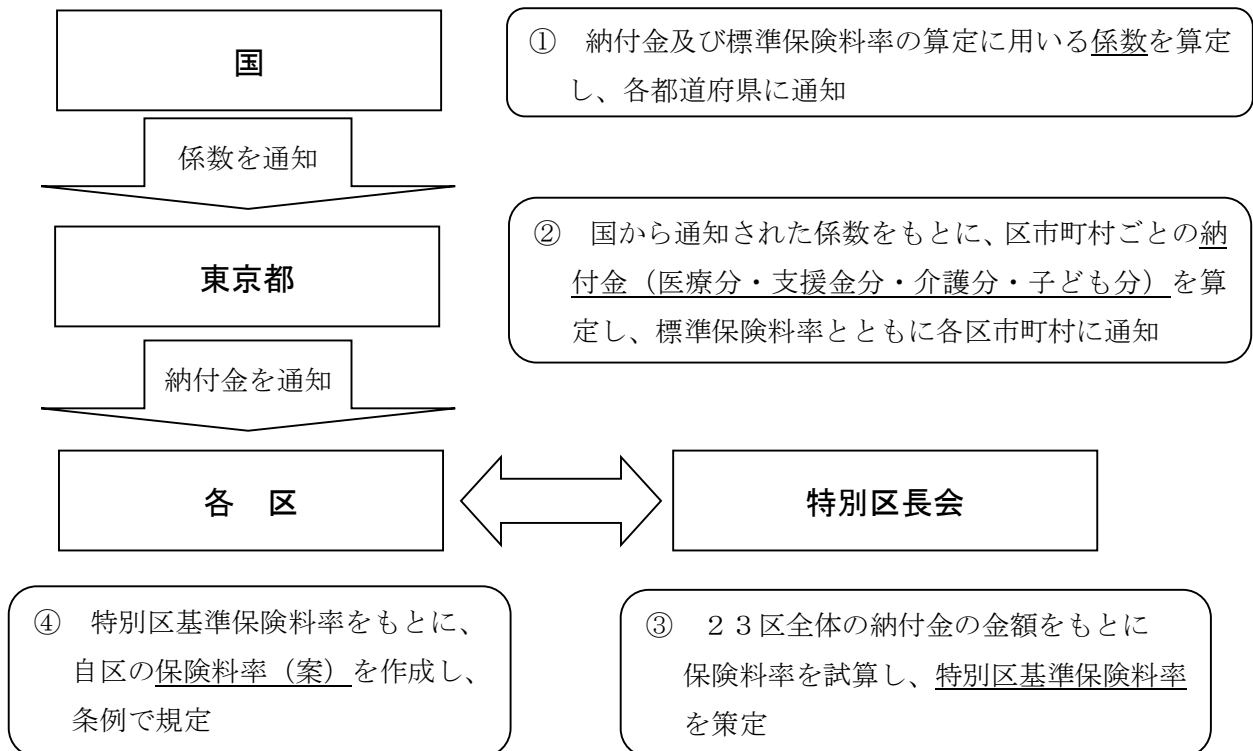 国
① 納付金及び標準保険料率の算定に用いる係数を算定
し、各都道府県に通知
係数を通知
東京都
② 国から通知された係数をもとに、区市町村ごとの納
付金（医療分・支援金分・介護分・子ども分）を算
定し、標準保険料率とともに各区市町村に通知
納付金を通知
各　区
特別区長会
④ 特別区基準保険料率をもとに、
自区の保険料率（案）を作成し、
条例で規定
③ ２３区全体の納付金の金額をもとに
保険料率を試算し、特別区基準保険料率
を策定